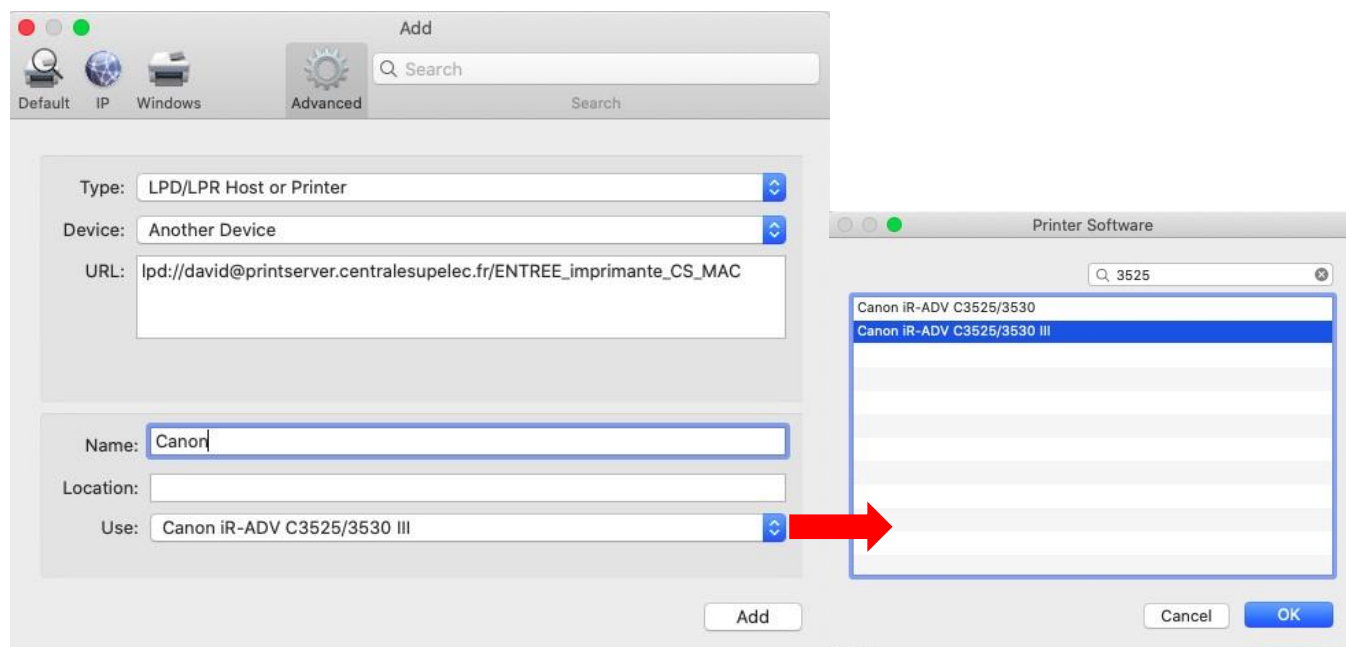 Add
Search
Default IP Windows Advanced Search
Type: LPD/LPR Host or Printer
Device: Another Device
URL: lpd://david@printserver.centralesupelec.fr/ENTREE_imprimante_CS_MAC
Name: Canon
Location:
Use: Canon iR-ADV C3525/3530 III
Add
Printer Software
3525
Canon iR-ADV C3525/3530
Canon iR-ADV C3525/3530 III
Cancel OK